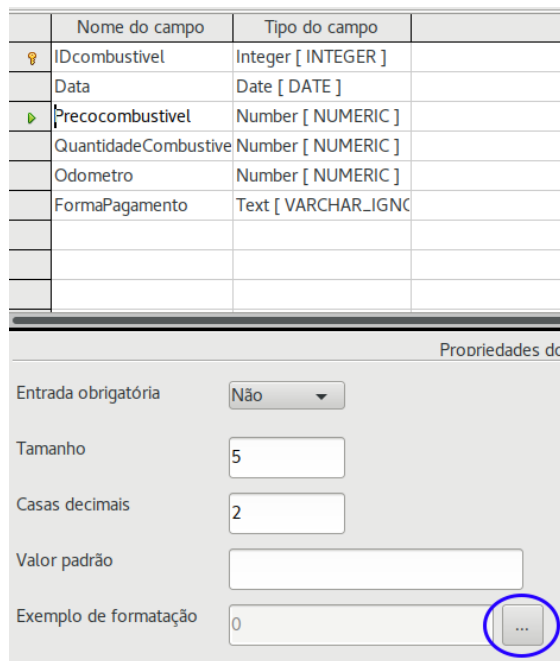 Nome do campo Tipo do campo
IDcombustivel Integer [ INTEGER ]
Data Date [ DATE ]
Precocombustivel Number [ NUMERIC ]
QuantidadeCombustive Number [ NUMERIC ]
Odometro Number [ NUMERIC ]
FormaPagamento Text [ VARCHAR_IGNC
Propriedades do
Entrada obrigatória Não
Tamanho 5
Casas decimais 2
Valor padrão
Exemplo de formatação 0 ...